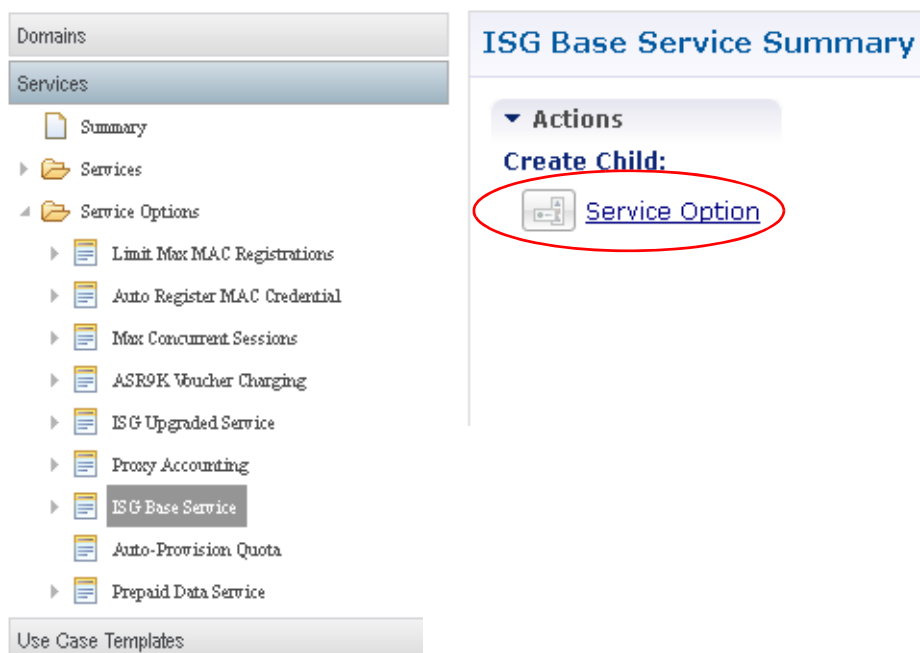 Domains
Services
Summary
Services
Service Options
Limit Max MAC Registrations
Auto Register MAC Credential
Max Concurrent Sessions
ASR9K Voucher Charging
ISG Upgraded Service
Proxy Accounting
ISG Base Service
Auto-Provision Quota
Prepaid Data Service
Use Case Templates
ISG Base Service Summary
Actions
Create Child:
Service Option